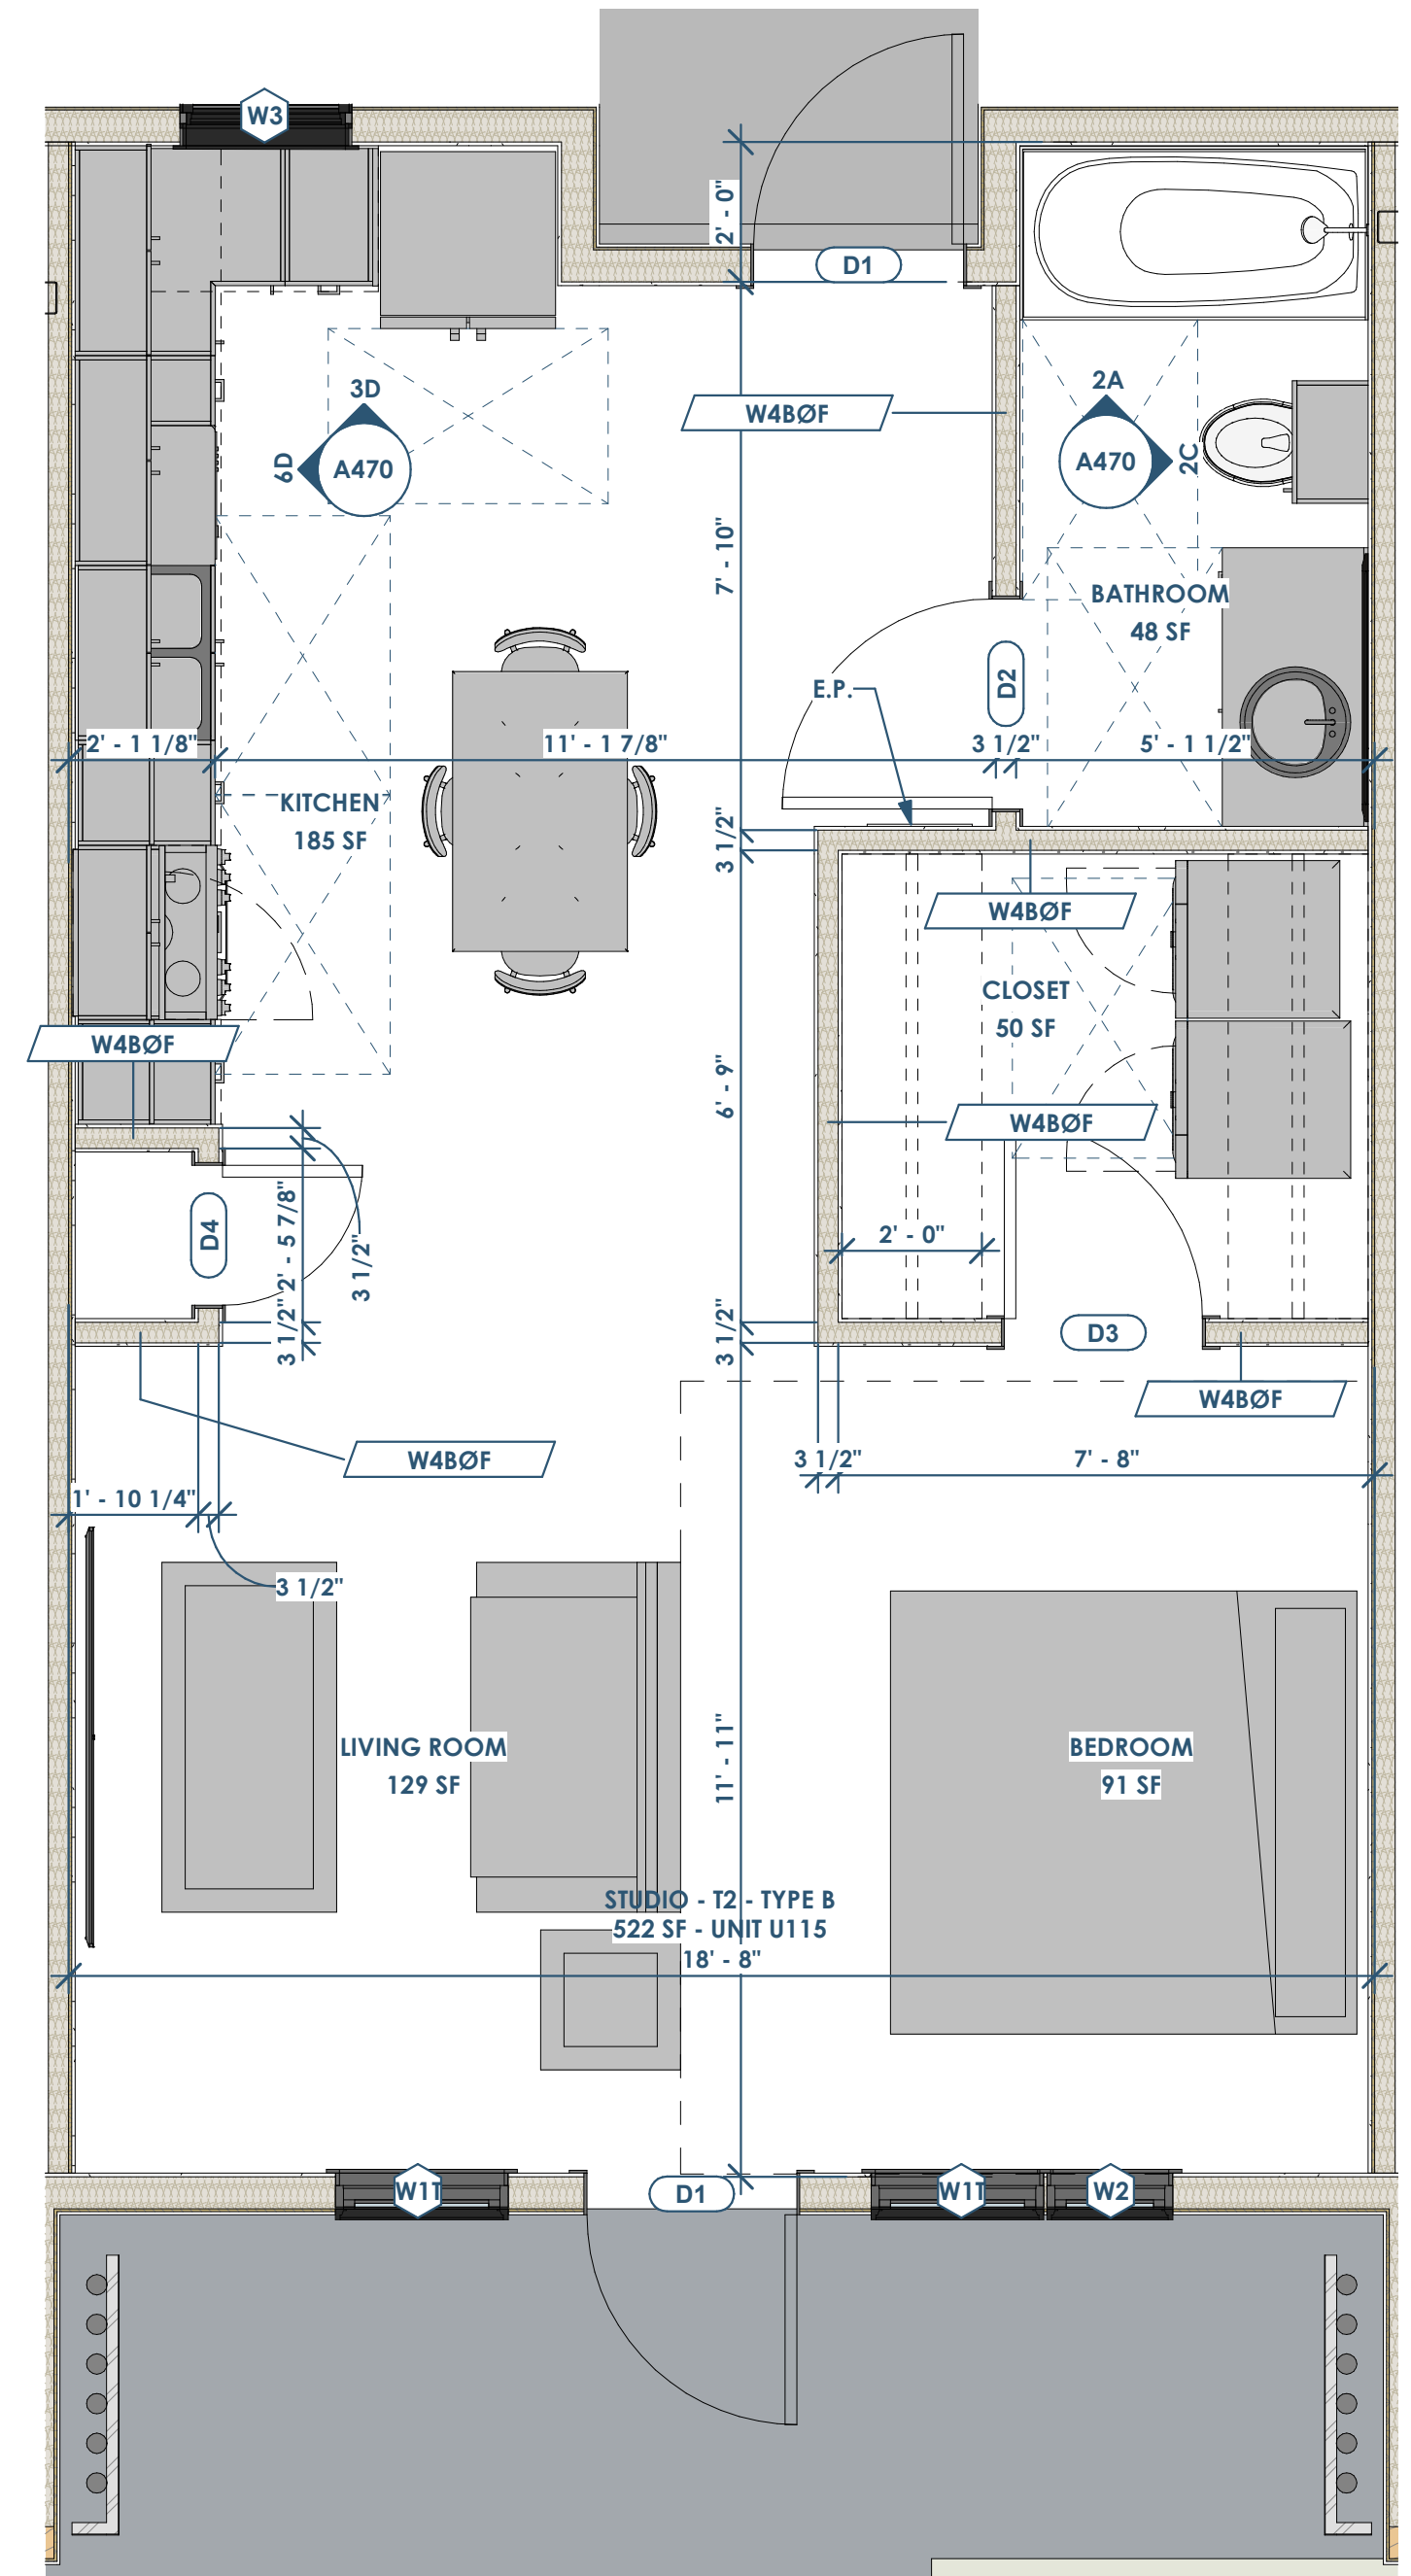 W3
2' - 0"
D1
3D
6D
A470
W4BØF
2A
A470
2C
7' - 10"
BATHROOM
48 SF
D2
E.P.
2' - 1 1/8"
11' - 1 7/8"
3 1/2"
5' - 1 1/2"
KITCHEN
185 SF
3 1/2"
W4BØF
CLOSET
50 SF
W4BØF
6' - 9"
W4BØF
D4
2' - 5 7/8"
3 1/2"
3 1/2"
2' - 0"
3 1/2"
D3
W4BØF
W4BØF
3 1/2"
7' - 8"
1' - 10 1/4"
3 1/2"
11' - 11"
LIVING ROOM
129 SF
BEDROOM
91 SF
STUDIO - T2 - TYPE B
522 SF - UNIT U115
18' - 8"
W1T
D1
W1T
W2